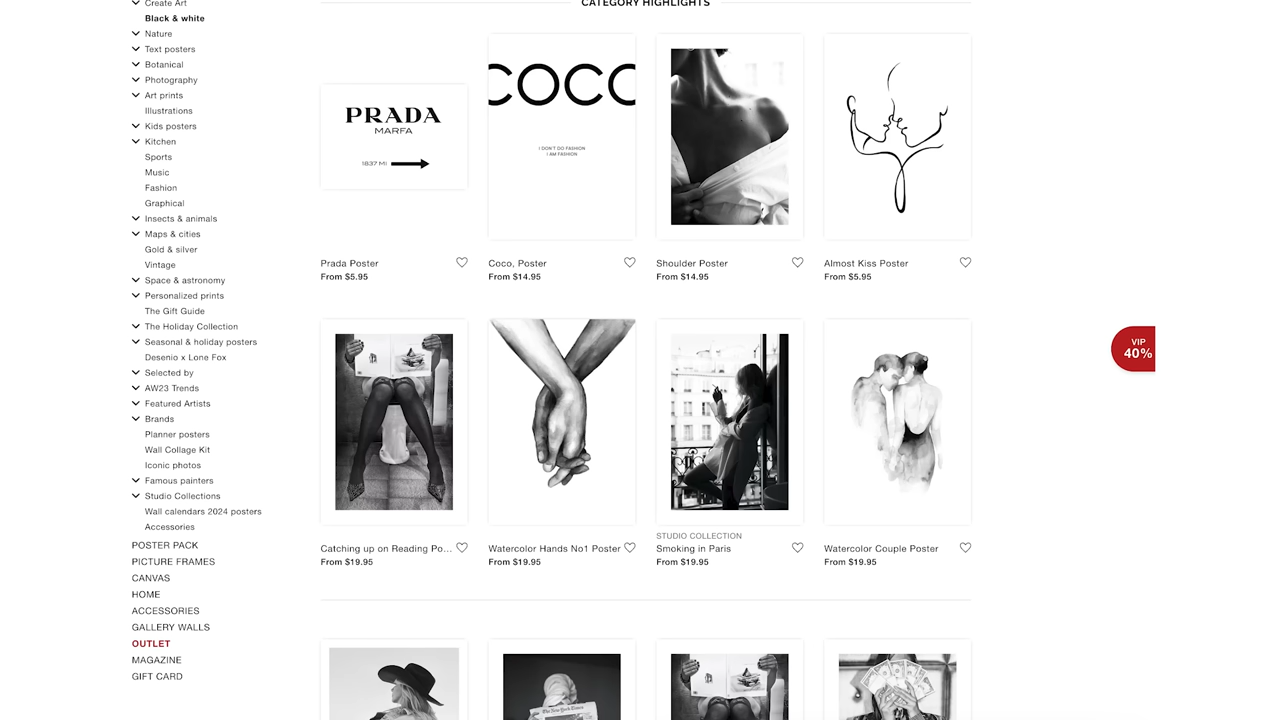 CATEGORY HIGHLIGHTS
Create Art
Black & white
Nature
Text posters
Botanical
Photography
Art prints
Illustrations
Kids posters
Kitchen
Sports
Music
Fashion
Graphical
Insects & animals
Maps & cities
Gold & silver
Vintage
Space & astronomy
Personalized prints
The Gift Guide
The Holiday Collection
Seasonal & holiday posters
Desenio x Lone Fox
Selected by
AW23 Trends
Featured Artists
Brands
Planner posters
Wall Collage Kit
Iconic photos
Famous painters
Studio Collections
Wall calendars 2024 posters
Accessories
POSTER PACK
PICTURE FRAMES
CANVAS
HOME
ACCESSORIES
GALLERY WALLS
OUTLET
MAGAZINE
GIFT CARD
PRADA
MARFA
1837 MI
COCO
I DON'T DO FASHION
I AM FASHION
Prada Poster
From $5.95
Coco, Poster
From $14.95
Shoulder Poster
From $14.95
Almost Kiss Poster
From $5.95
Catching up on Reading Po...
From $19.95
Watercolor Hands No1 Poster
From $19.95
STUDIO COLLECTION
Smoking in Paris
From $19.95
Watercolor Couple Poster
From $19.95
The New York Times
VIP
40%